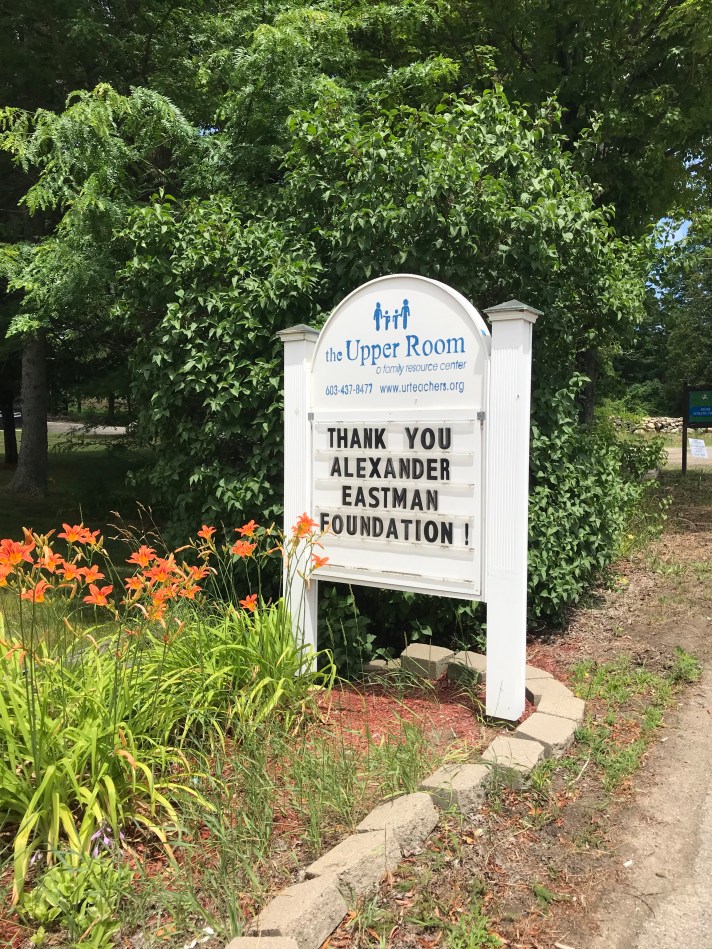 the Upper Room
a family resource center
603-437-8477 www.urteachers.org
THANK YOU
ALEXANDER
EASTMAN
FOUNDATION!